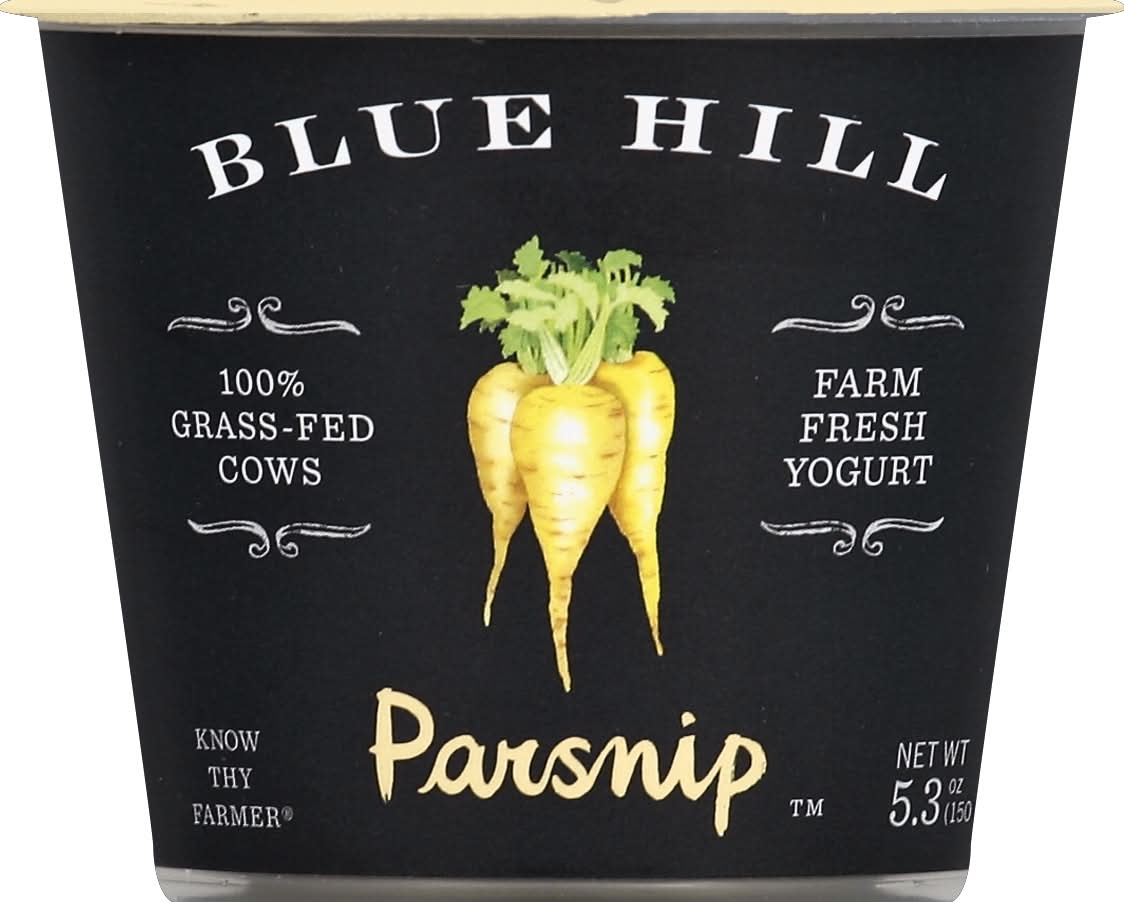 BLUE HILL
100%
GRASS-FED
COWS
FARM
FRESH
YOGURT
Parsnip ™
KNOW
THY
FARMER®
NET WT
5.3 oz
(150